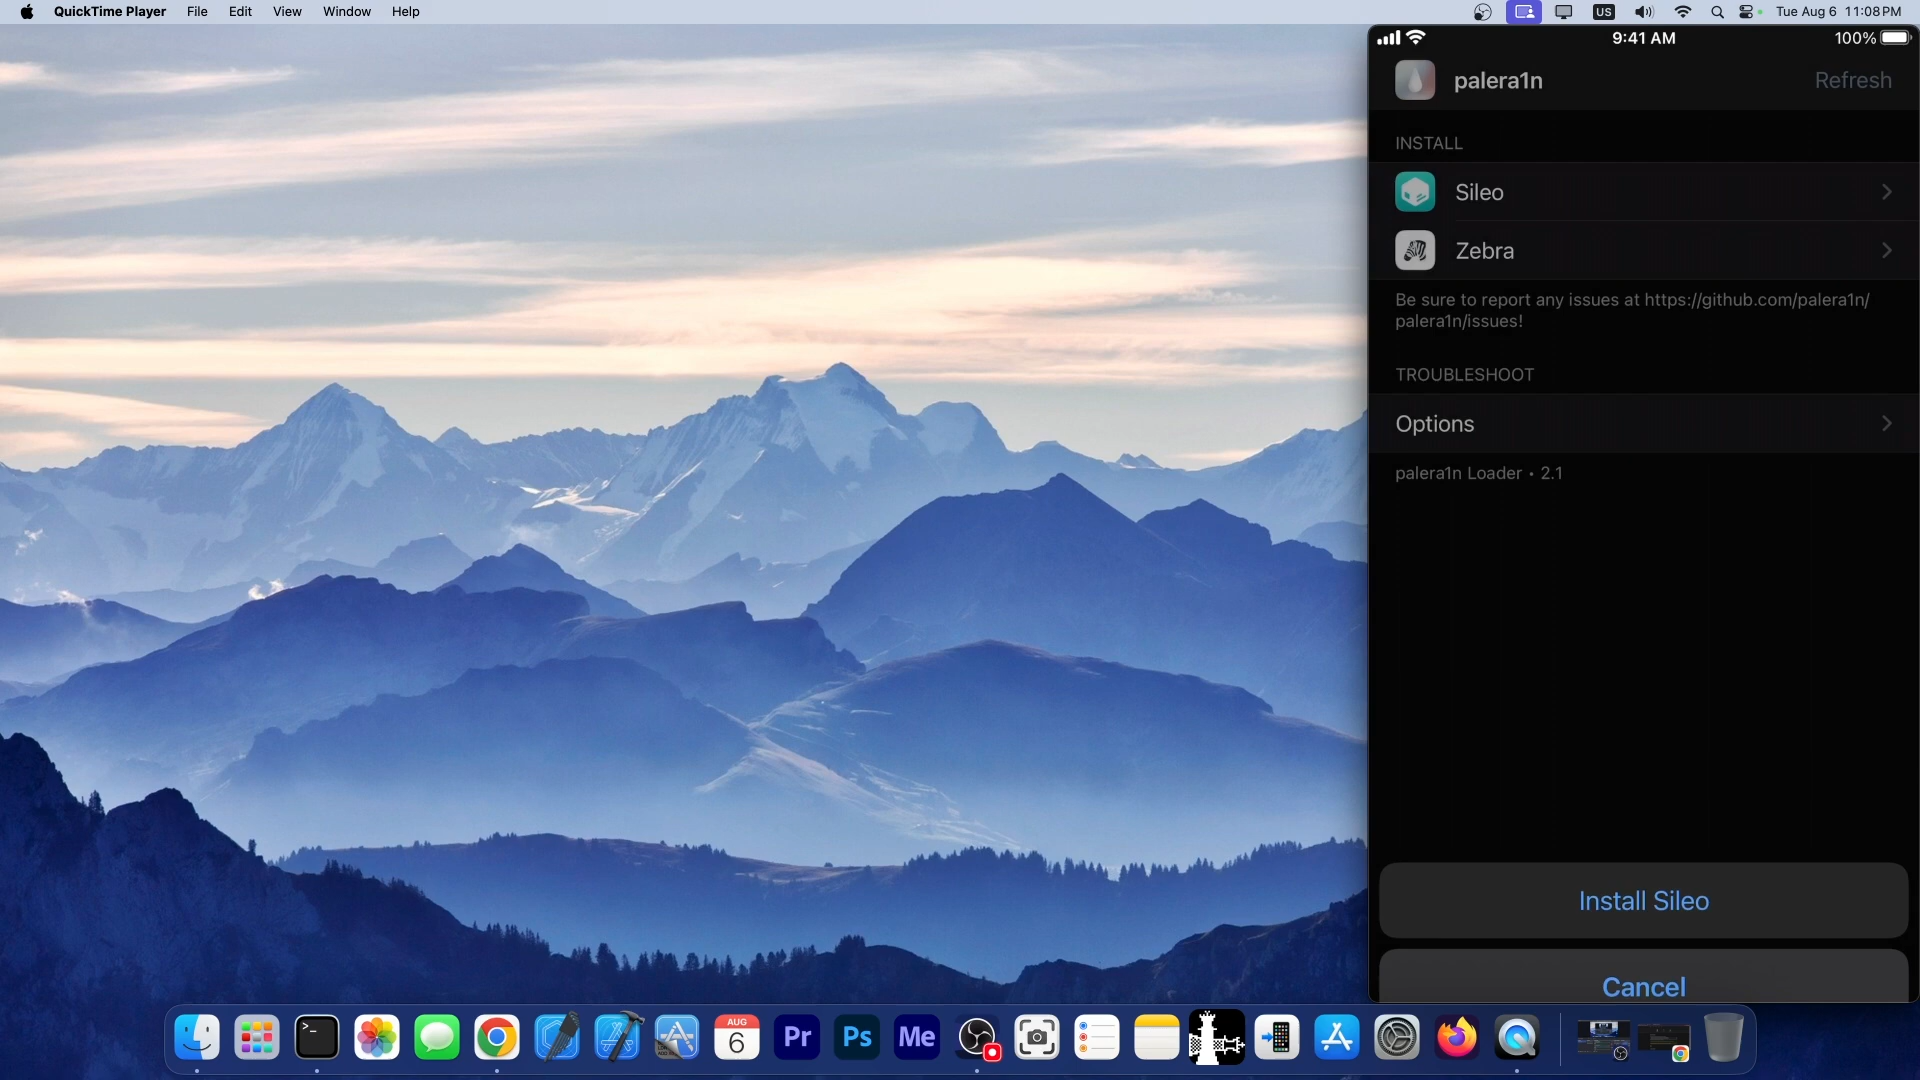 QuickTime Player File Edit View Window Help US Tue Aug 6 11:08 PM
9:41 AM 100%
palera1n Refresh
INSTALL
Sileo
Zebra
Be sure to report any issues at https://github.com/palera1n/
palera1n/issues!
TROUBLESHOOT
Options
palera1n Loader • 2.1
Install Sileo
Cancel
AUG
6
Pr
Ps
Me